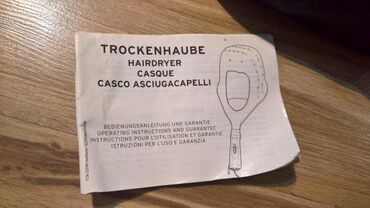 TROCKENHAUBE
HAIRDRYER
CASQUE
CASCO ASCIUGACAPELLI
BEDIENUNGSANLEITUNG UND GARANTIE
OPERATING INSTRUCTIONS AND GUARANTEE
INSTRUCTIONS POUR L'UTILISATION ET GARANTIE
ISTRUZIONI PER L'USO E GARANZIA